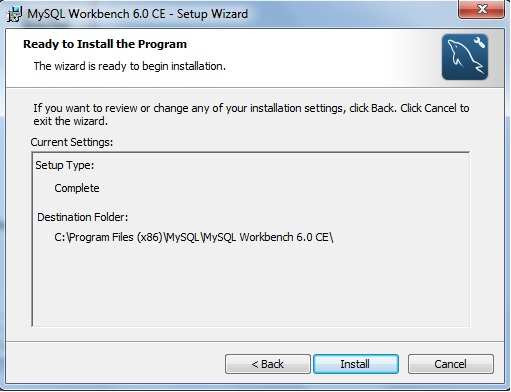 MySQL Workbench 6.0 CE - Setup Wizard
Ready to Install the Program
The wizard is ready to begin installation.
If you want to review or change any of your installation settings, click Back. Click Cancel to
exit the wizard.
Current Settings:
Setup Type:
Complete
Destination Folder:
C:\Program Files (x86)\MySQL\MySQL Workbench 6.0 CE\
< Back
Install
Cancel